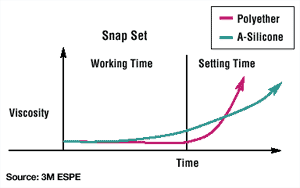 Polyether
A-Silicone
Snap Set
Working Time
Setting Time
Viscosity
Time
Source: 3M ESPE